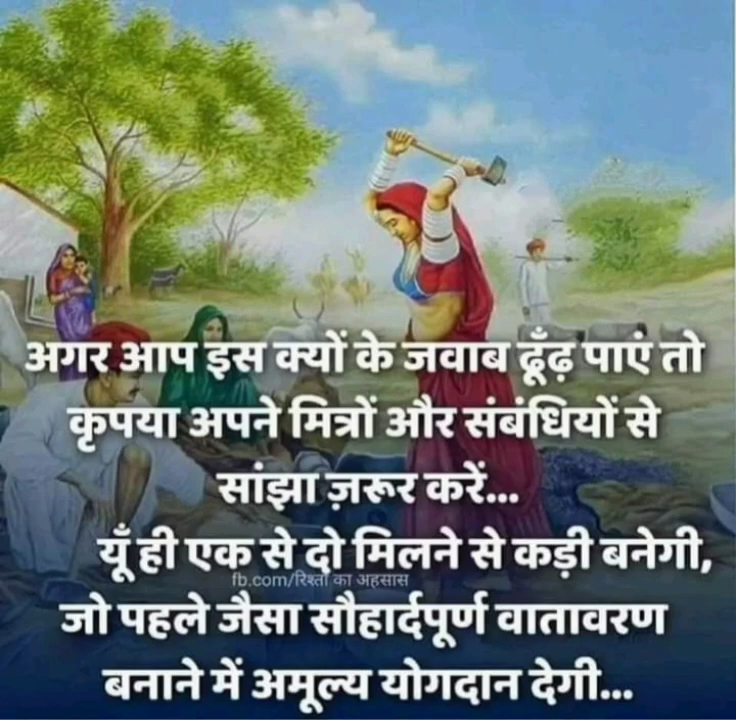 अगर आप इस क्यों के जवाब ढूँढ़ पाएं तो
कृपया अपने मित्रों और संबंधियों से
सांझा ज़रूर करें...
यूँ ही एक से दो मिलने से कड़ी बनेगी,
fb.com/रिश्तों का अहसास
जो पहले जैसा सौहार्दपूर्ण वातावरण
बनाने में अमूल्य योगदान देगी...